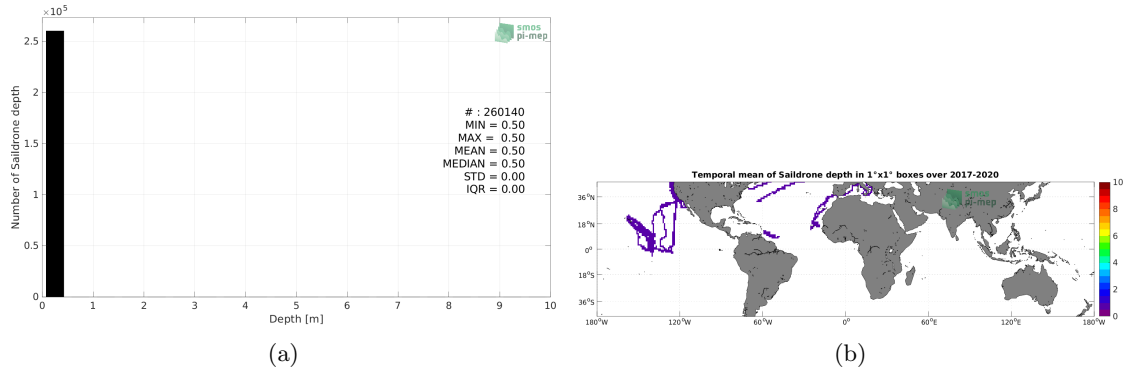 ×10⁵
2.5
2
1.5
1
0.5
0
0 1 2 3 4 5 6 7 8 9 10
Number of Saildrone depth
Depth [m]
smos
pi-mep
# : 260140
MIN = 0.50
MAX = 0.50
MEAN = 0.50
MEDIAN = 0.50
STD = 0.00
IQR = 0.00
(a)
Temporal mean of Saildrone depth in 1°x1° boxes over 2017-2020
smos
pi-mep
36°N
18°N
0°
18°S
36°S
180°W 120°W 60°W 0° 60°E 120°E 180°W
10
8
6
4
2
0
(b)